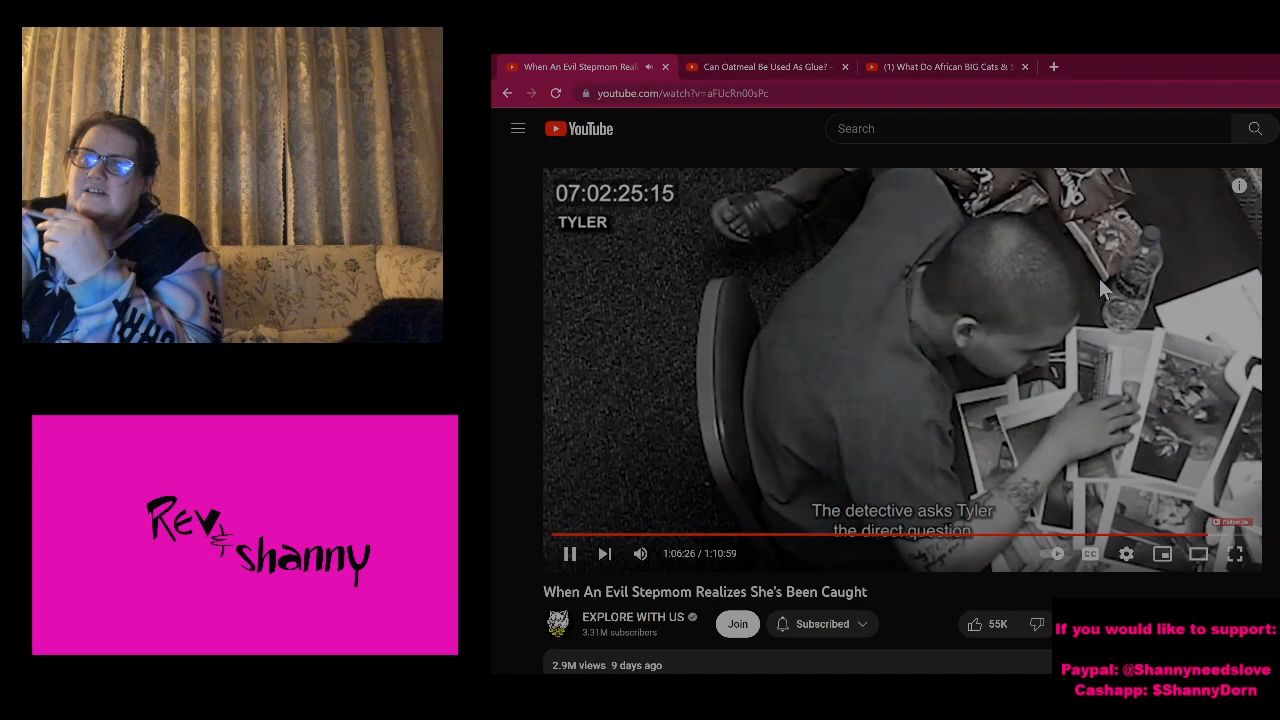 When An Evil Stepmom Reali
Can Oatmeal Be Used As Glue? -
(1) What Do African BIG Cats &
youtube.com/watch?v=aFUcRn00sPc
YouTube
Search
07:02:25:15
TYLER
The detective asks Tyler
the direct question
Follow Us
1:06:26 / 1:10:59
When An Evil Stepmom Realizes She's Been Caught
EXPLORE WITH US
3.31M subscribers
Join
Subscribed
55K
2.9M views 9 days ago
Rev
&
shanny
If you would like to support:
Paypal: @Shannyneedslove
Cashapp: $ShannyDorn